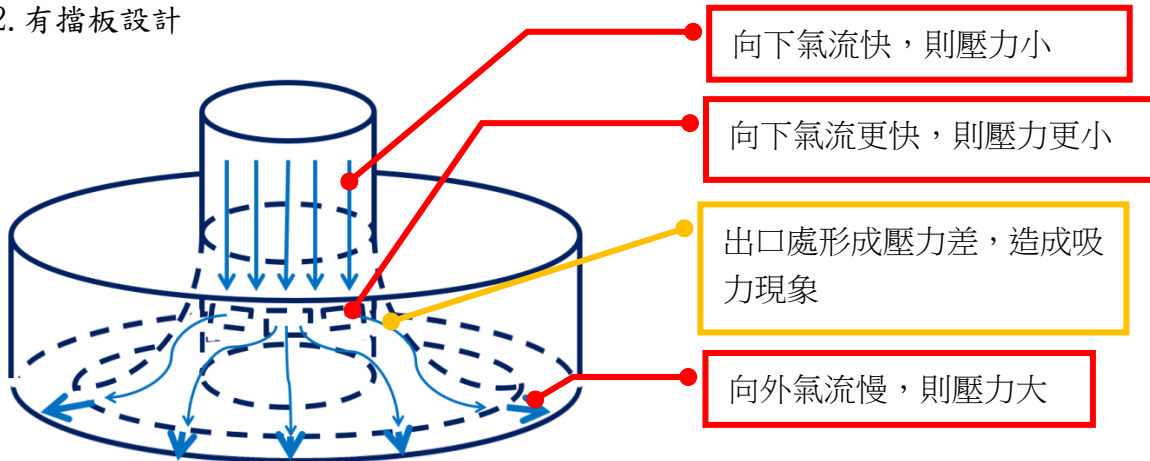 2. 有擋板設計
向下氣流快，則壓力小
向下氣流更快，則壓力更小
出口處形成壓力差，造成吸
力現象
向外氣流慢，則壓力大